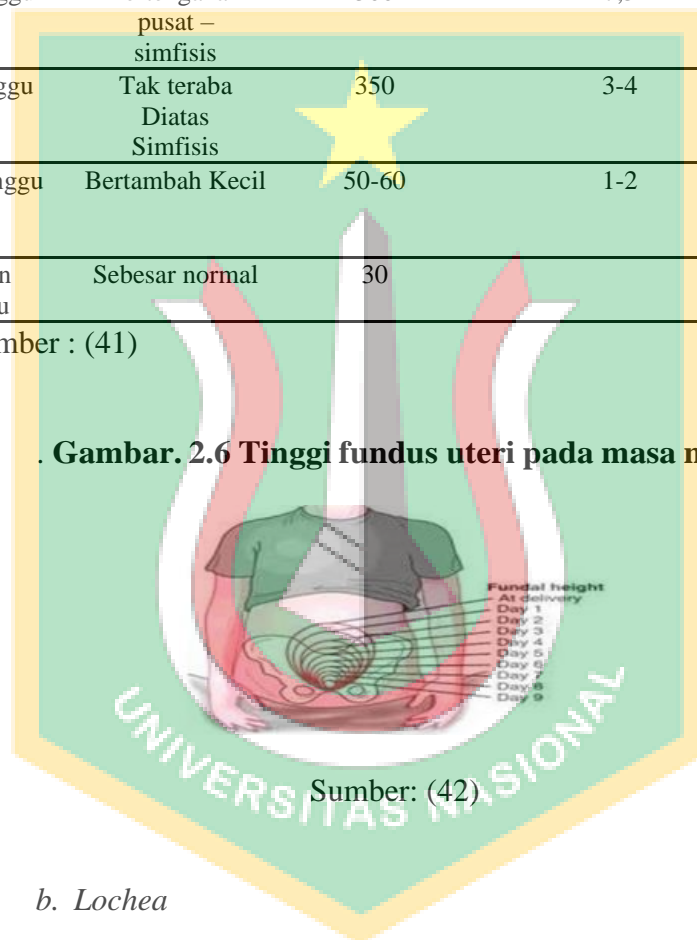 pusat –
simfisis
ggu Tak teraba 350 3-4
Diatas
Simfisis
nggu Bertambah Kecil 50-60 1-2
n Sebesar normal 30
u
mber : (41)
. Gambar. 2.6 Tinggi fundus uteri pada masa n
Fundal height
At delivery
Day 1
Day 2
Day 3
Day 4
Day 5
Day 6
Day 7
Day 8
Day 9
UNIVERSITAS NASIONAL
Sumber: (42)
b. Lochea